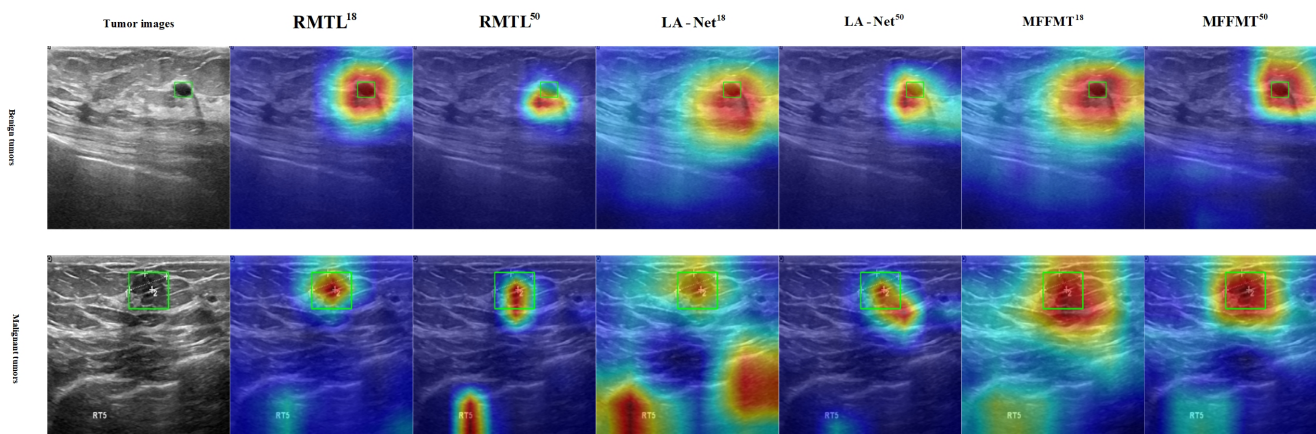 Tumor images RMTL¹⁸ RMTL⁵⁰ LA - Net¹⁸ LA - Net⁵⁰ MFFMT¹⁸ MFFMT⁵⁰
Benign tumors
Malignant tumors
RT5
RT5
RT5
RT5
RT5
RT5
RT5